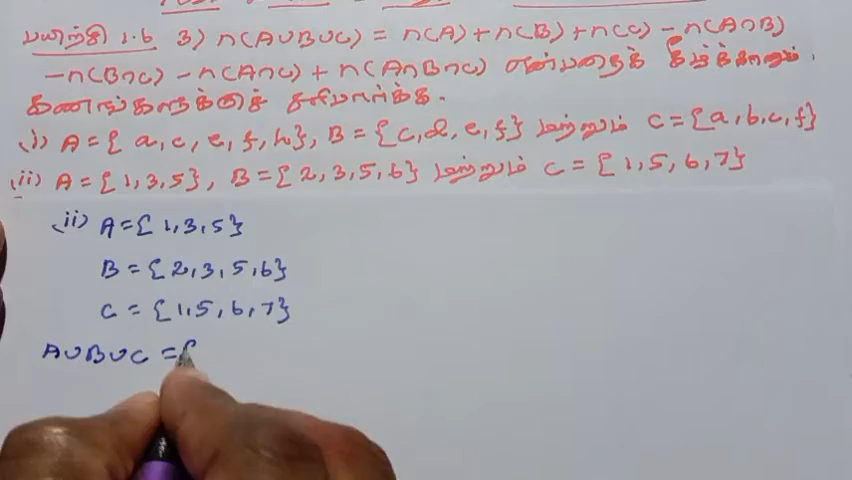 பயிற்சி 1.6 3) n(A∪B∪C) = n(A)+n(B)+n(C)-n(A∩B)
-n(B∩C)-n(A∩C)+n(A∩B∩C) என்பதைக் கீழ்க்காணும்
கணங்களுக்குச் சரிபார்க்க.
(i) A={a,c,e,f,h}, B={c,d,e,f} மற்றும் C={a,b,c,f}
(ii) A={1,3,5}, B={2,3,5,6} மற்றும் C={1,5,6,7}
(ii) A={1,3,5}
B={2,3,5,6}
C={1,5,6,7}
A∪B∪C={